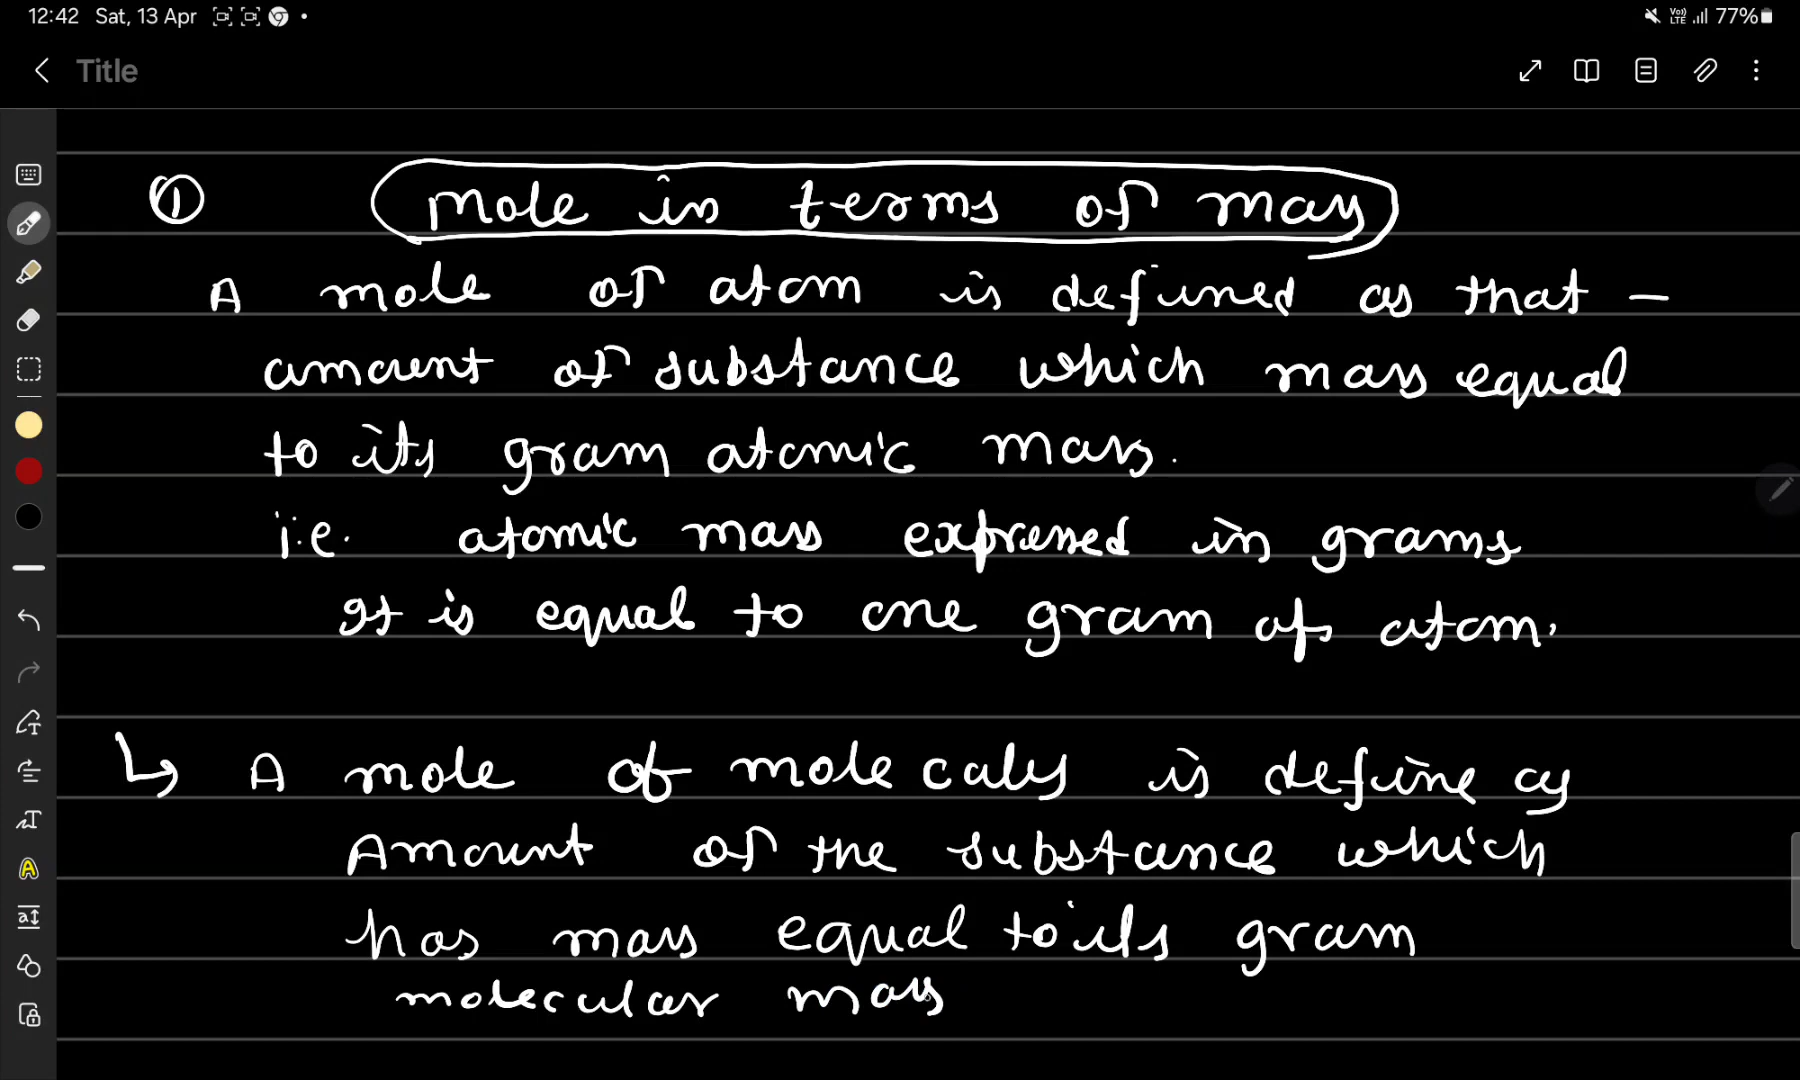 12:42 Sat, 13 Apr
Vo)) LTE 77%
Title
① mole in terms of mass
A mole of atom is defined as that -
amount of substance which mass equal
to its gram atomic mass.
i.e. atomic mass expressed in grams
It is equal to one gram of atom.
↳ A mole of molecules is define as
Amount of the substance which
has mass equal to its gram
molecular mass